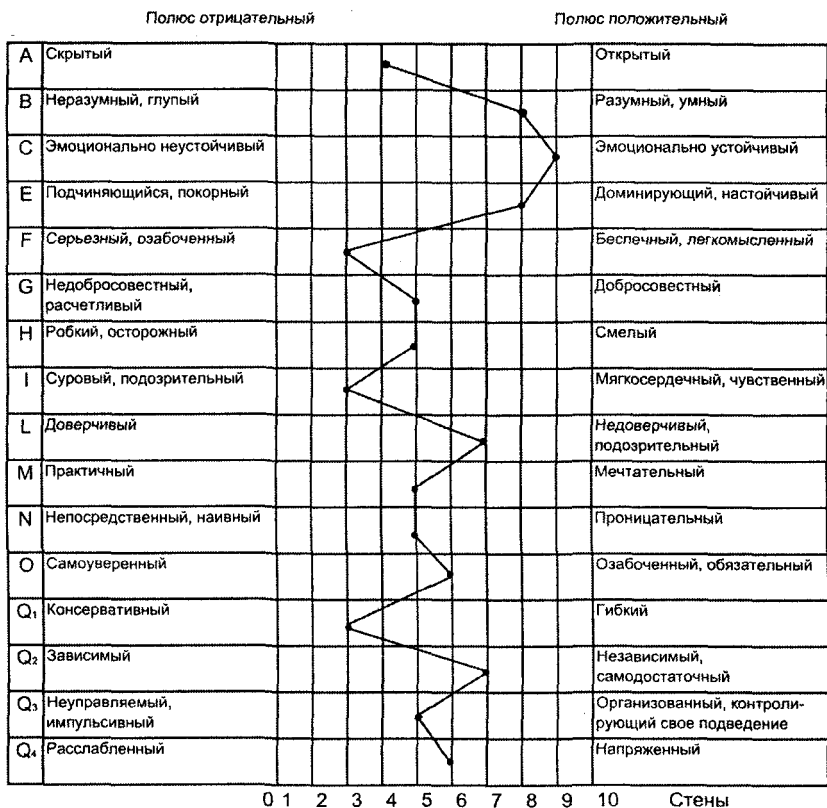 Полюс отрицательный Полюс положительный
A Скрытый Открытый
B Неразумный, глупый Разумный, умный
C Эмоционально неустойчивый Эмоционально устойчивый
E Подчиняющийся, покорный Доминирующий, настойчивый
F Серьезный, озабоченный Беспечный, легкомысленный
G Недобросовестный, Добросовестный
расчетливый
H Робкий, осторожный Смелый
I Суровый, подозрительный Мягкосердечный, чувственный
L Доверчивый Недоверчивый,
подозрительный
M Практичный Мечтательный
N Непосредственный, наивный Проницательный
O Самоуверенный Озабоченный, обязательный
Q₁ Консервативный Гибкий
Q₂ Зависимый Независимый,
самодостаточный
Q₃ Неуправляемый, Организованный, контроли-
импульсивный рующий свое подведение
Q₄ Расслабленный Напряженный
0 1 2 3 4 5 6 7 8 9 10 Стены